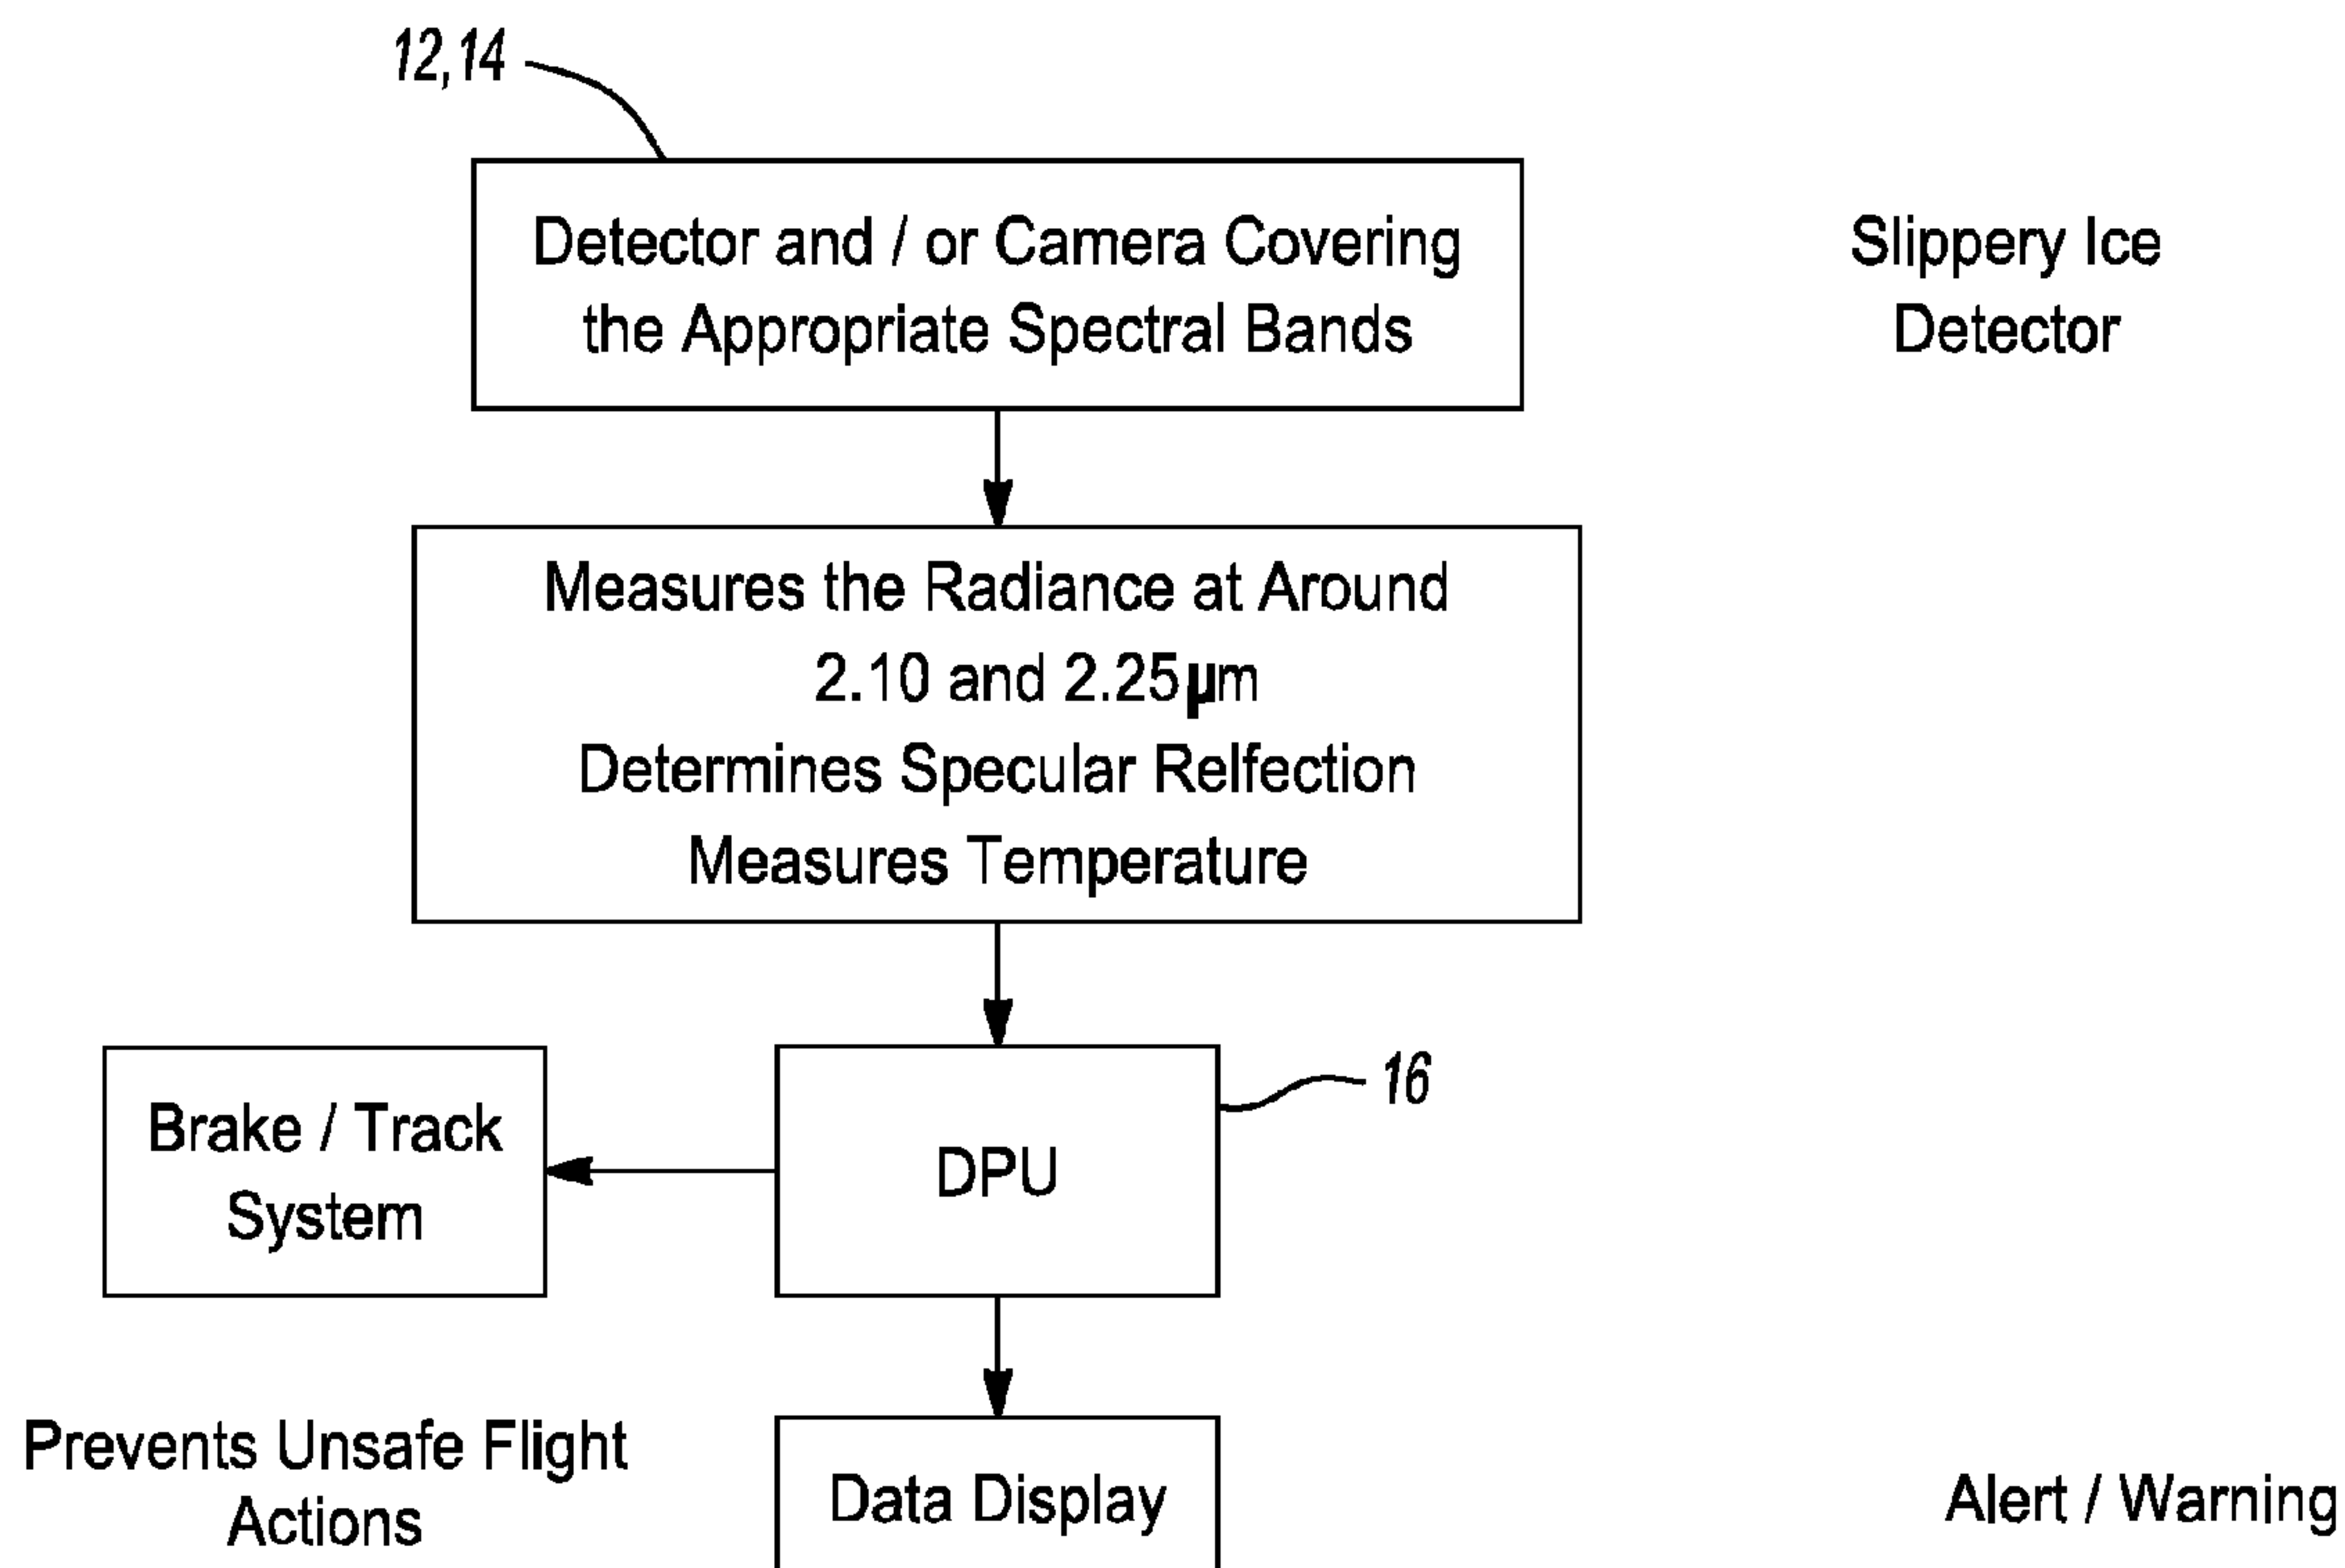 12,14
Detector and / or Camera Covering
the Appropriate Spectral Bands
Slippery Ice
Detector
Measures the Radiance at Around
2.10 and 2.25μm
Determines Specular Relfection
Measures Temperature
Brake / Track
System
DPU
16
Prevents Unsafe Flight
Actions
Data Display
Alert / Warning